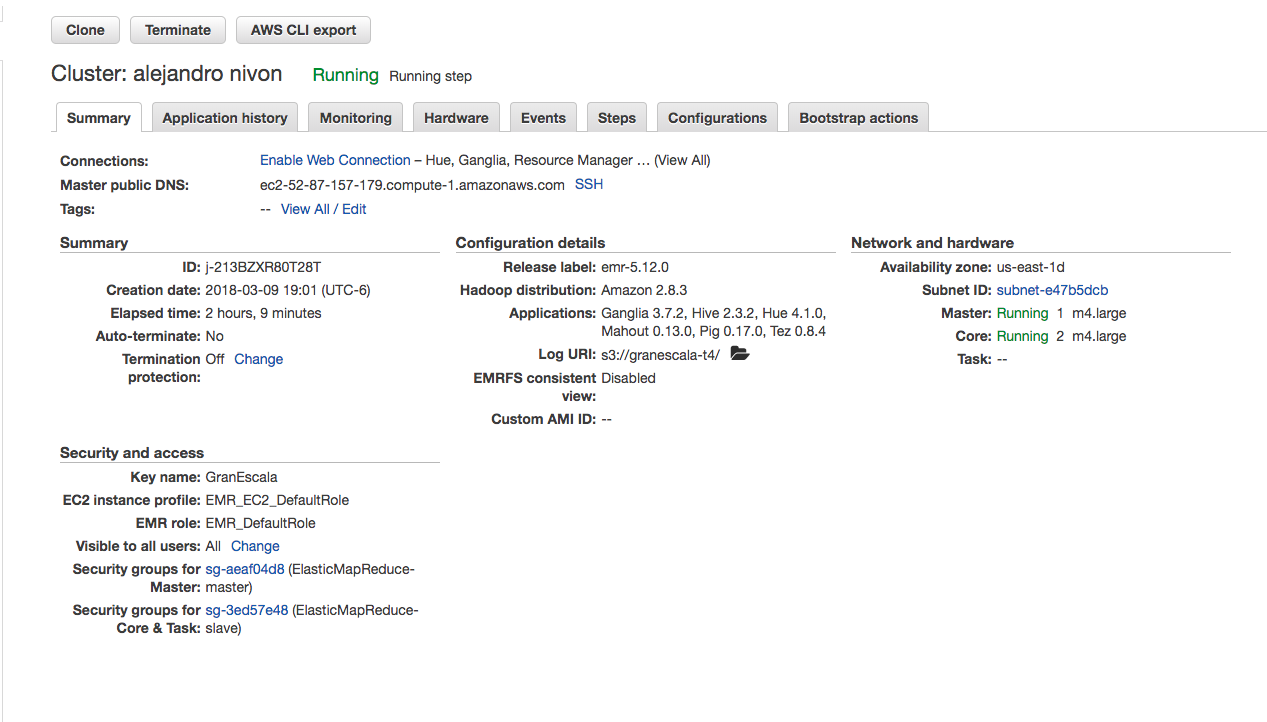 Clone Terminate AWS CLI export
Cluster: alejandro nivon Running Running step
Summary Application history Monitoring Hardware Events Steps Configurations Bootstrap actions
Connections: Enable Web Connection – Hue, Ganglia, Resource Manager … (View All)
Master public DNS: ec2-52-87-157-179.compute-1.amazonaws.com SSH
Tags: -- View All / Edit
Summary
ID: j-213BZXR80T28T
Creation date: 2018-03-09 19:01 (UTC-6)
Elapsed time: 2 hours, 9 minutes
Auto-terminate: No
Termination Off Change
protection:
Configuration details
Release label: emr-5.12.0
Hadoop distribution: Amazon 2.8.3
Applications: Ganglia 3.7.2, Hive 2.3.2, Hue 4.1.0,
Mahout 0.13.0, Pig 0.17.0, Tez 0.8.4
Log URI: s3://granescala-t4/
EMRFS consistent Disabled
view:
Custom AMI ID: --
Network and hardware
Availability zone: us-east-1d
Subnet ID: subnet-e47b5dcb
Master: Running 1 m4.large
Core: Running 2 m4.large
Task: --
Security and access
Key name: GranEscala
EC2 instance profile: EMR_EC2_DefaultRole
EMR role: EMR_DefaultRole
Visible to all users: All Change
Security groups for sg-aeaf04d8 (ElasticMapReduce-
Master: master)
Security groups for sg-3ed57e48 (ElasticMapReduce-
Core & Task: slave)